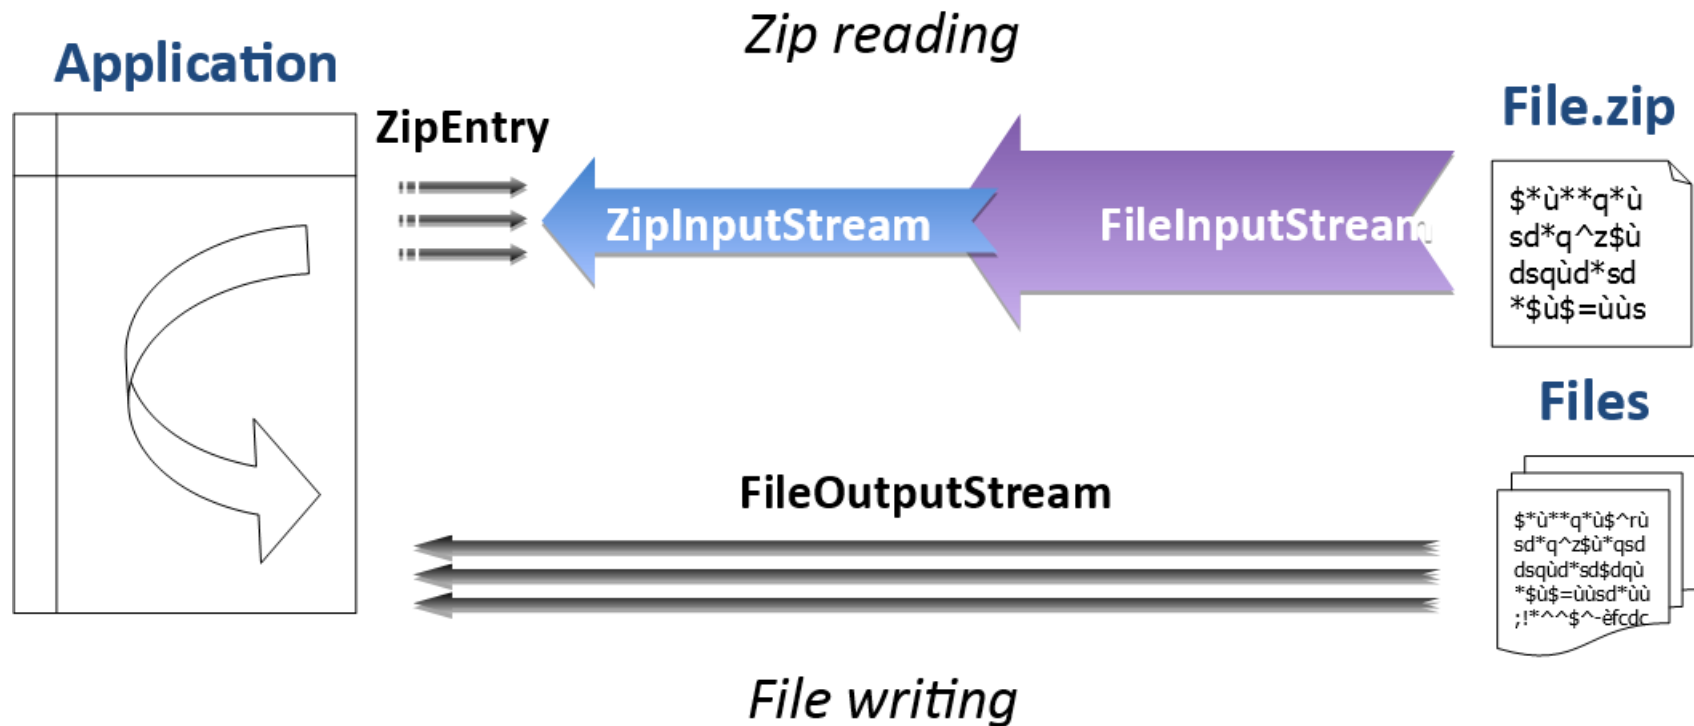 Zip reading
Application
ZipEntry
File.zip
ZipInputStream
FileInputStream
$*ù**q*ù
sd*q^z$ù
dsqùd*sd
*$ù$=ùùs
Files
FileOutputStream
$*ù**q*ù$^rù
sd*q^z$ù*qsd
dsqùd*sd$dqù
*$ù$=ùùsd*ùù
;!*^^$^-èfcdc
File writing